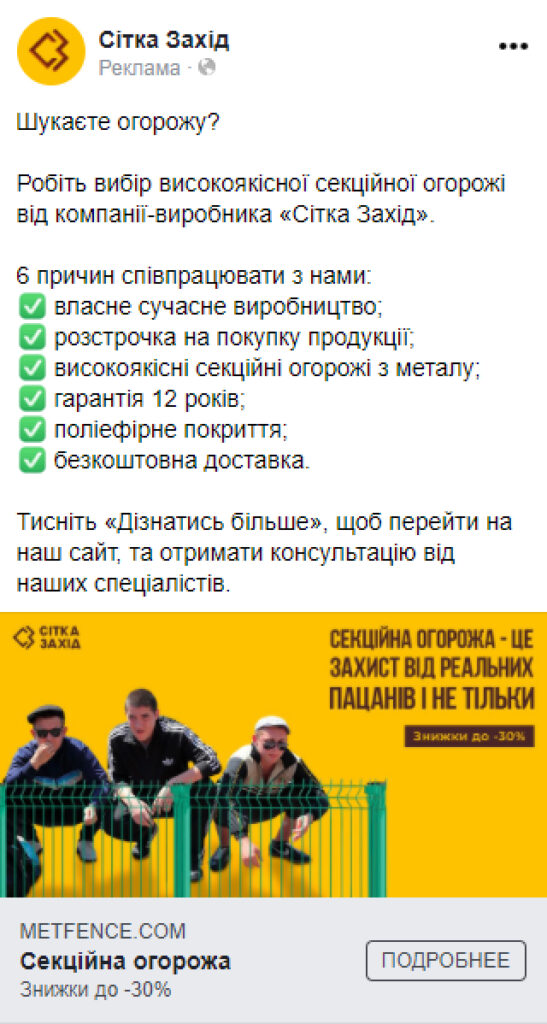 Сітка Захід
Реклама ·
Шукаєте огорожу?
Робіть вибір високоякісної секційної огорожі
від компанії-виробника «Сітка Захід».
6 причин співпрацювати з нами:
✅ власне сучасне виробництво;
✅ розстрочка на покупку продукції;
✅ високоякісні секційні огорожі з металу;
✅ гарантія 12 років;
✅ поліефірне покриття;
✅ безкоштовна доставка.
Тисніть «Дізнатись більше», щоб перейти на
наш сайт, та отримати консультацію від
наших спеціалістів.
СІТКА
ЗАХІД
СЕКЦІЙНА ОГОРОЖА - ЦЕ
ЗАХИСТ ВІД РЕАЛЬНИХ
ПАЦАНІВ І НЕ ТІЛЬКИ
Знижки до -30%
METFENCE.COM
Секційна огорожа
Знижки до -30%
ПОДРОБНЕЕ